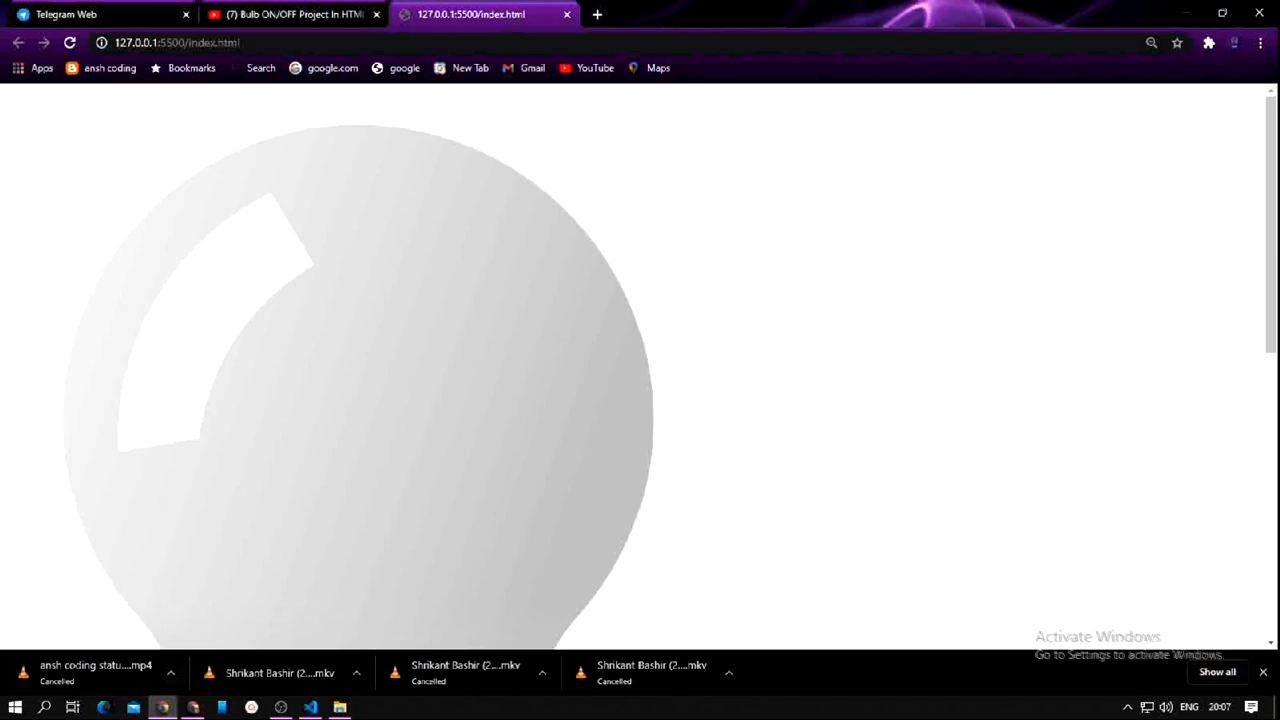 Telegram Web
(7) Bulb ON/OFF Project In HTML
127.0.0.1:5500/index.html
127.0.0.1:5500/index.html
Apps
ansh coding
Bookmarks
Search
google.com
google
New Tab
Gmail
YouTube
Maps
Activate Windows
Go to Settings to activate Windows.
ansh coding statu....mp4
Cancelled
Shrikant Bashir (2....mkv
Shrikant Bashir (2....mkv
Cancelled
Shrikant Bashir (2....mkv
Cancelled
Show all
ENG
20:07